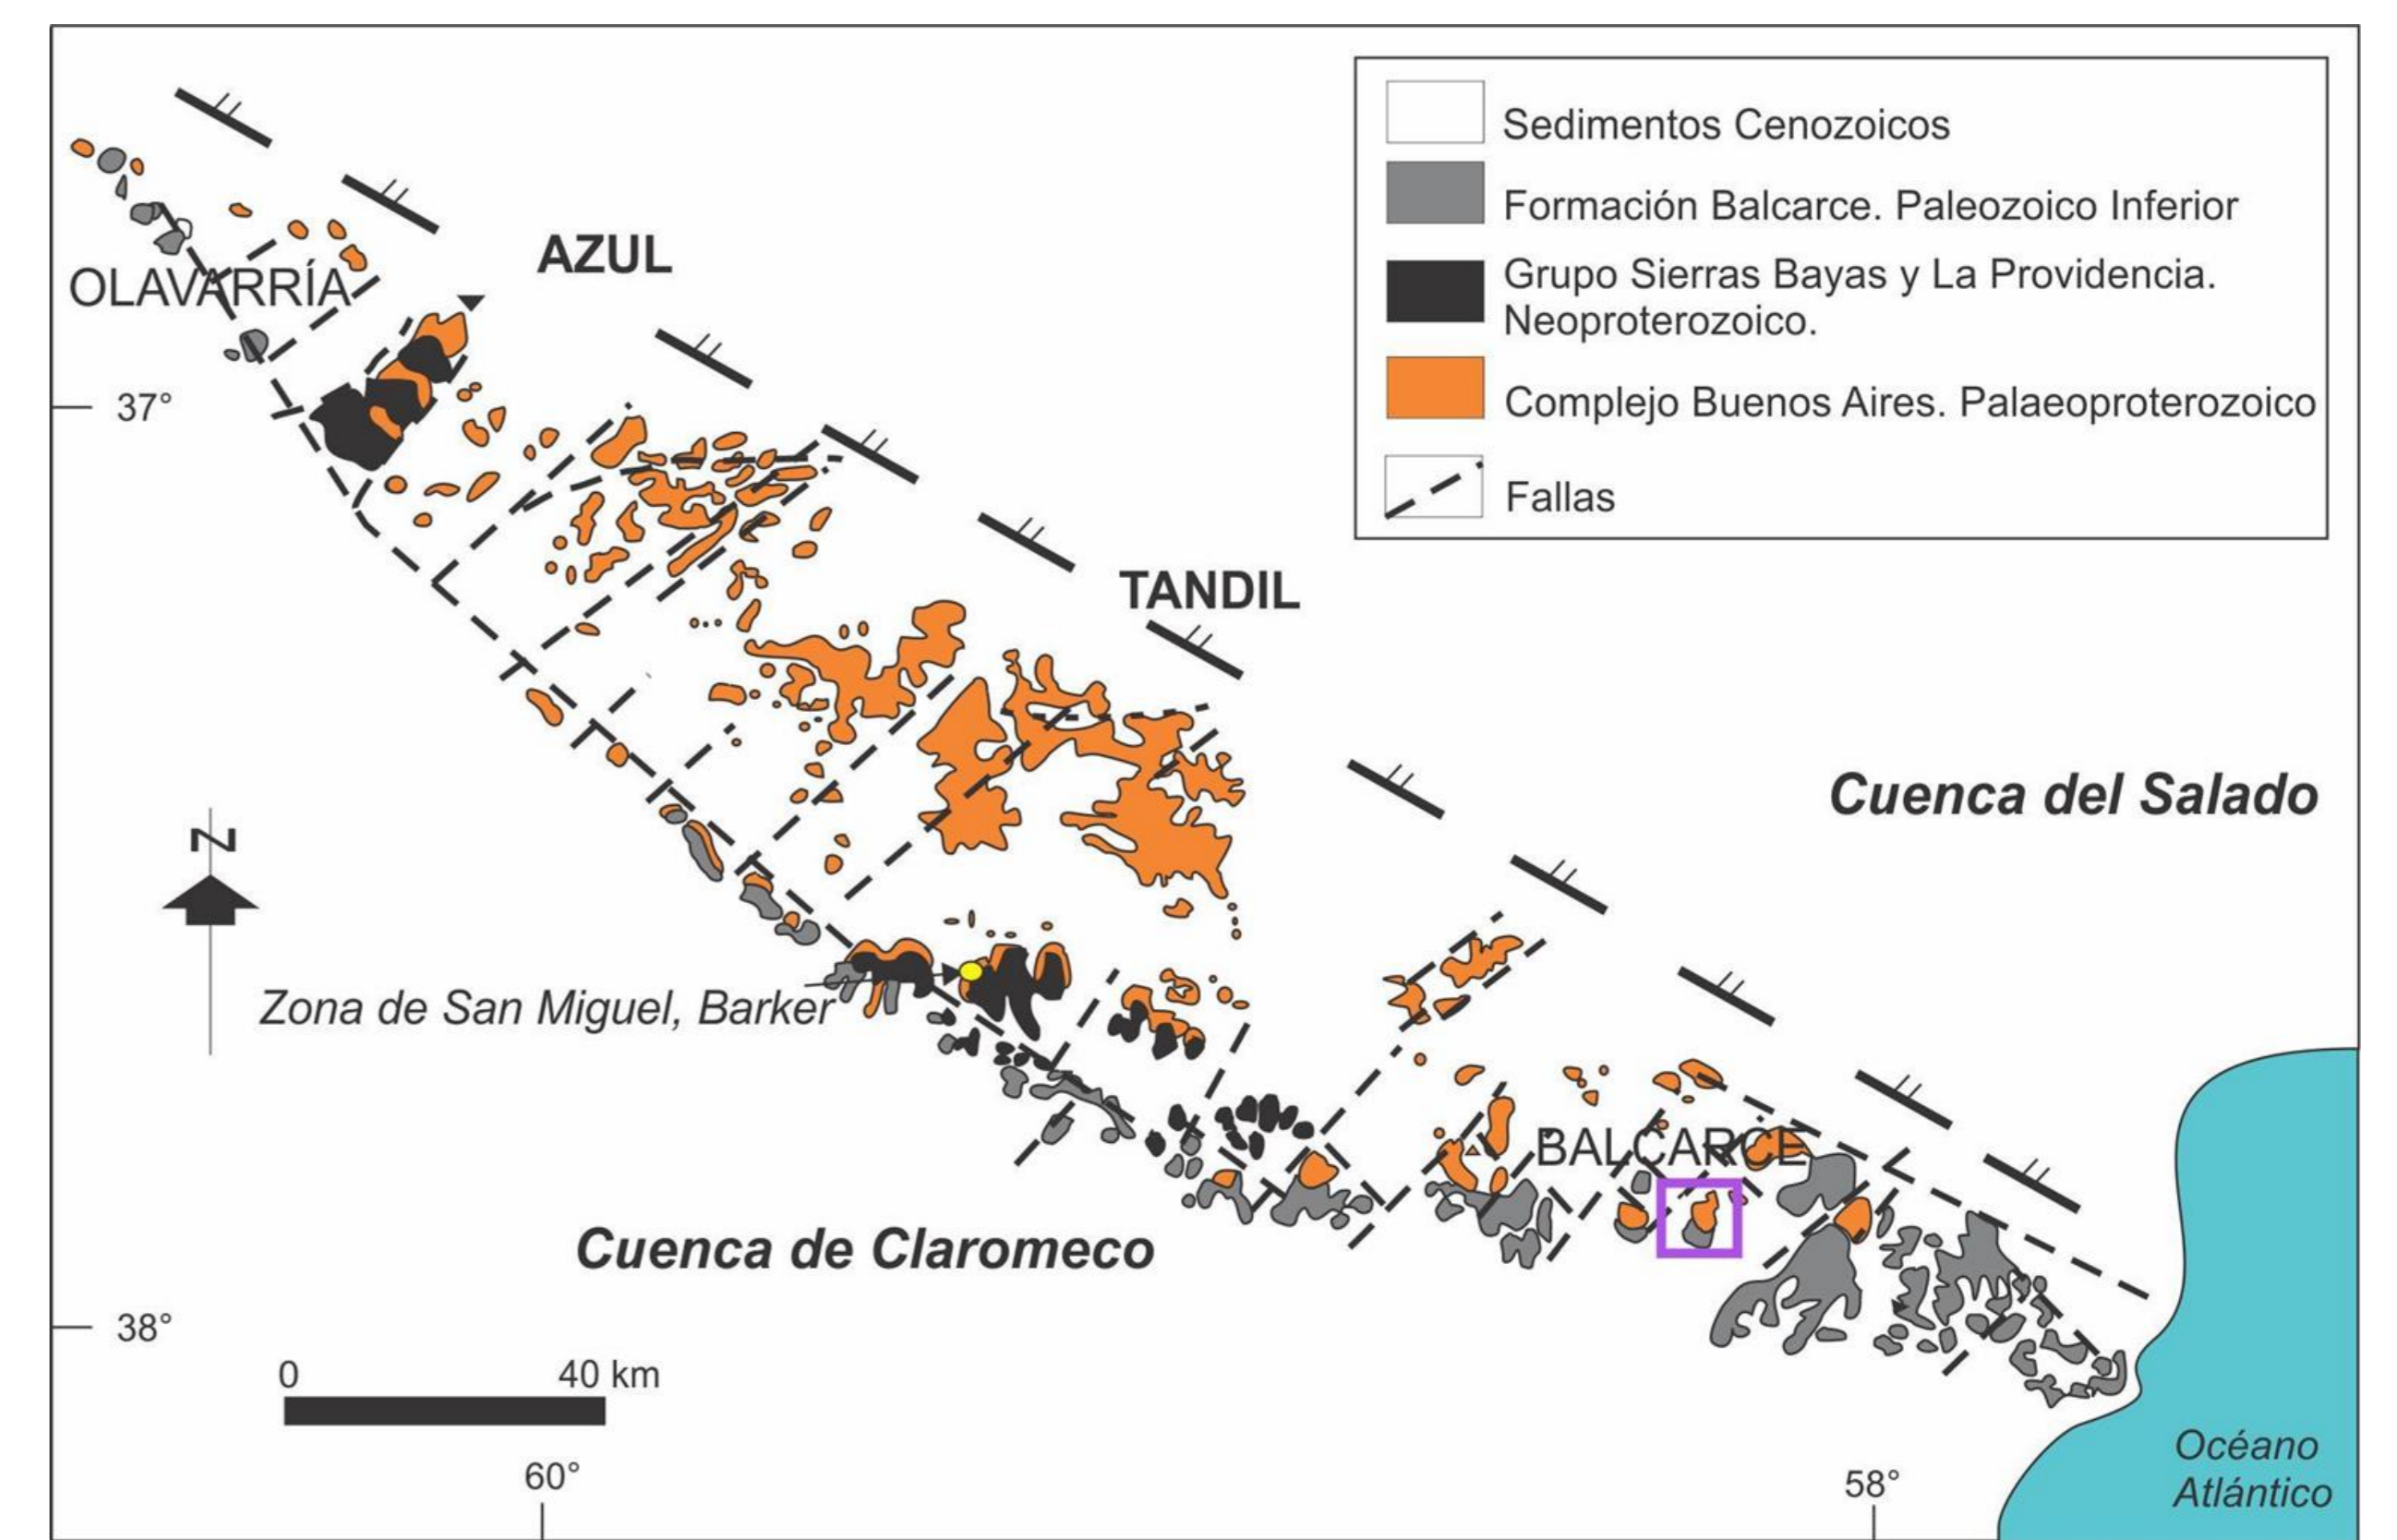 Sedimentos Cenozoicos
Formación Balcarce. Paleozoico Inferior
Grupo Sierras Bayas y La Providencia.
Neoproterozoico.
Complejo Buenos Aires. Palaeoproterozoico
Fallas
AZUL
OLAVARRÍA
37°
TANDIL
Cuenca del Salado
N
Zona de San Miguel, Barker
BALCARCE
Cuenca de Claromeco
38°
0 40 km
60°
58°
Océano
Atlántico